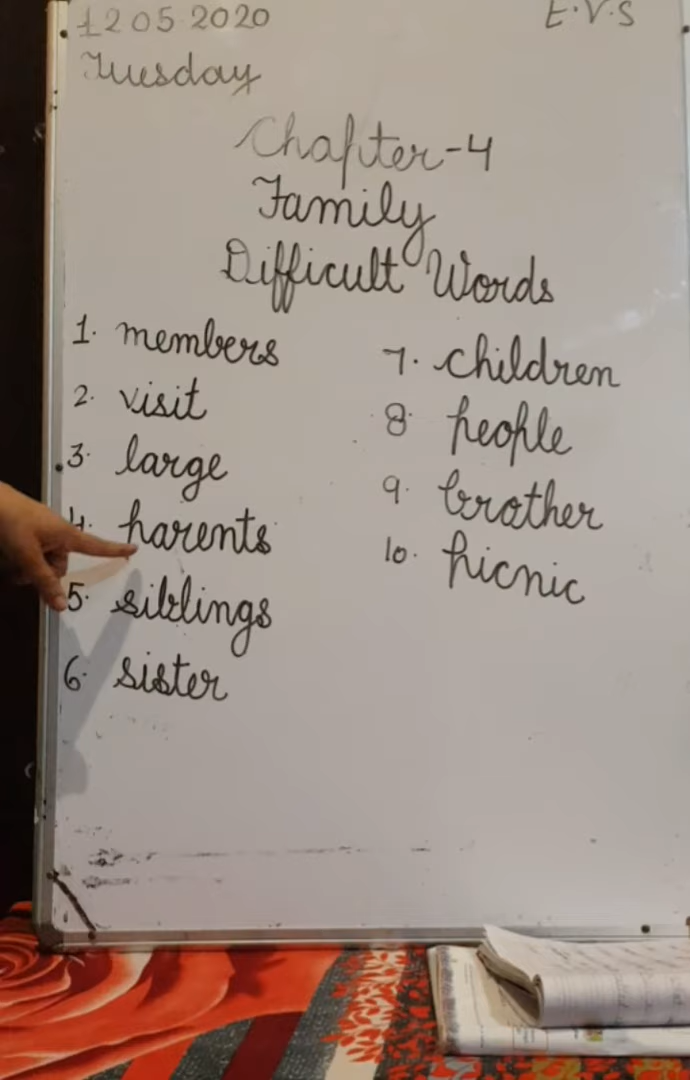 12 05 2020
E.V.S
Tuesday
Chapter-4
Family
Difficult Words
1. members
2. visit
3. large
4. parents
5. siblings
6. sister
7. children
8. people
9. brother
10. picnic